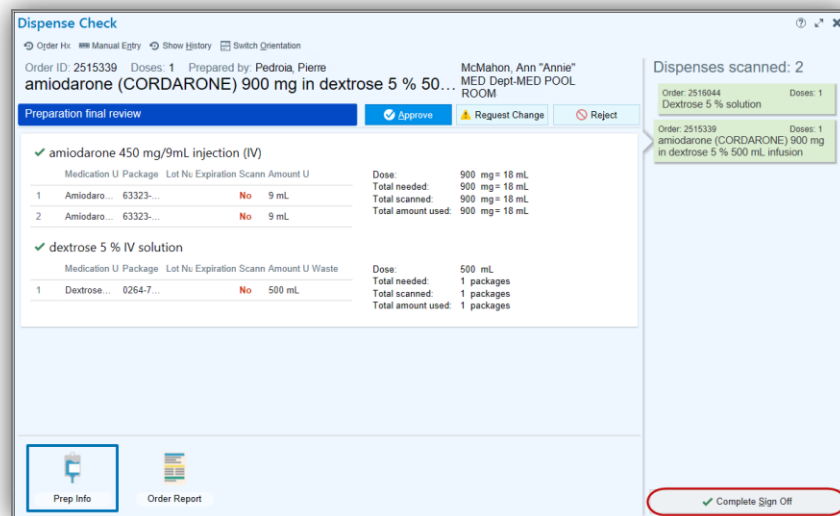 Dispense Check
Order Hx Manual Entry Show History Switch Orientation
Order ID: 2515339 Doses: 1 Prepared by: Pedroia, Pierre
amiodarone (CORDARONE) 900 mg in dextrose 5 % 50...
McMahon, Ann "Annie"
MED Dept-MED POOL
ROOM
Preparation final review
Approve
Request Change
Reject
amiodarone 450 mg/9mL injection (IV)
Medication U Package Lot Nu Expiration Scann Amount U
1 Amiodaro... 63323-... No 9 mL
2 Amiodaro... 63323-... No 9 mL
Dose: 900 mg = 18 mL
Total needed: 900 mg = 18 mL
Total scanned: 900 mg = 18 mL
Total amount used: 900 mg = 18 mL
dextrose 5 % IV solution
Medication U Package Lot Nu Expiration Scann Amount U Waste
1 Dextrose... 0264-7... No 500 mL
Dose: 500 mL
Total needed: 1 packages
Total scanned: 1 packages
Total amount used: 1 packages
Prep Info
Order Report
Dispenses scanned: 2
Order: 2516044 Doses: 1
Dextrose 5 % solution
Order: 2515339 Doses: 1
amiodarone (CORDARONE) 900 mg
in dextrose 5 % 500 mL infusion
Complete Sign Off